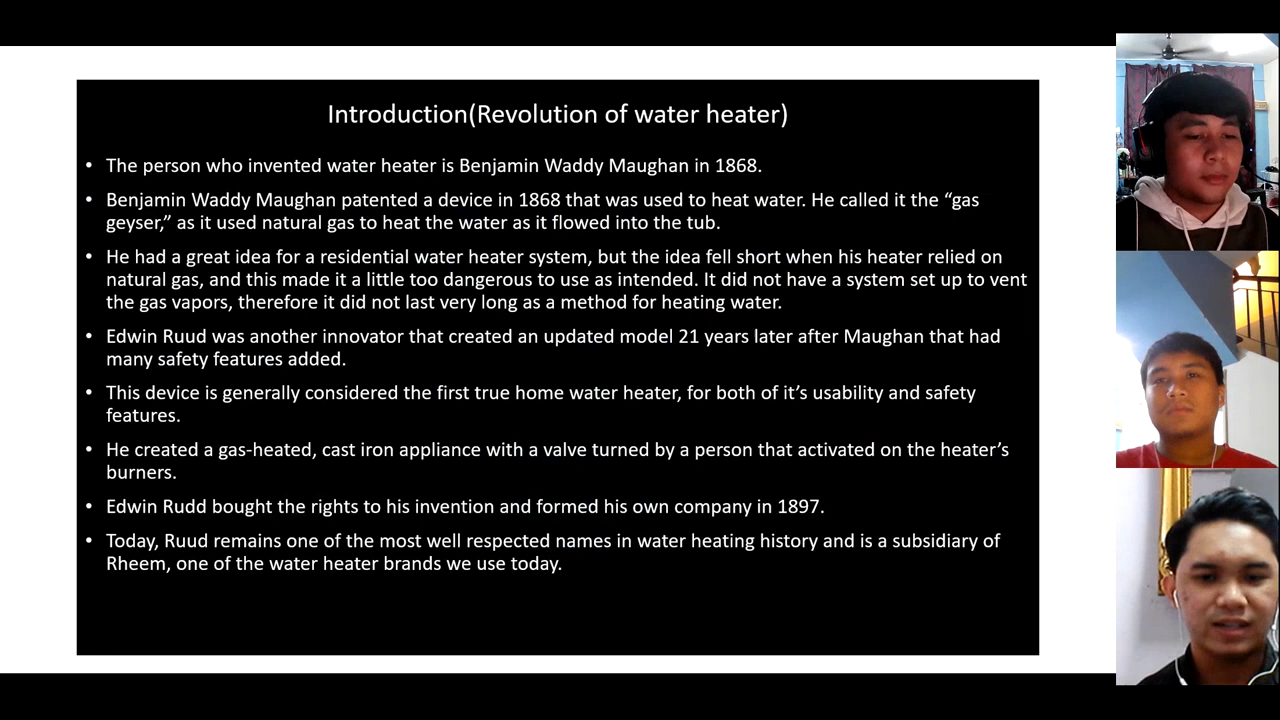 Introduction(Revolution of water heater)
• The person who invented water heater is Benjamin Waddy Maughan in 1868.
• Benjamin Waddy Maughan patented a device in 1868 that was used to heat water. He called it the “gas
geyser,” as it used natural gas to heat the water as it flowed into the tub.
• He had a great idea for a residential water heater system, but the idea fell short when his heater relied on
natural gas, and this made it a little too dangerous to use as intended. It did not have a system set up to vent
the gas vapors, therefore it did not last very long as a method for heating water.
• Edwin Ruud was another innovator that created an updated model 21 years later after Maughan that had
many safety features added.
• This device is generally considered the first true home water heater, for both of it’s usability and safety
features.
• He created a gas-heated, cast iron appliance with a valve turned by a person that activated on the heater’s
burners.
• Edwin Rudd bought the rights to his invention and formed his own company in 1897.
• Today, Ruud remains one of the most well respected names in water heating history and is a subsidiary of
Rheem, one of the water heater brands we use today.